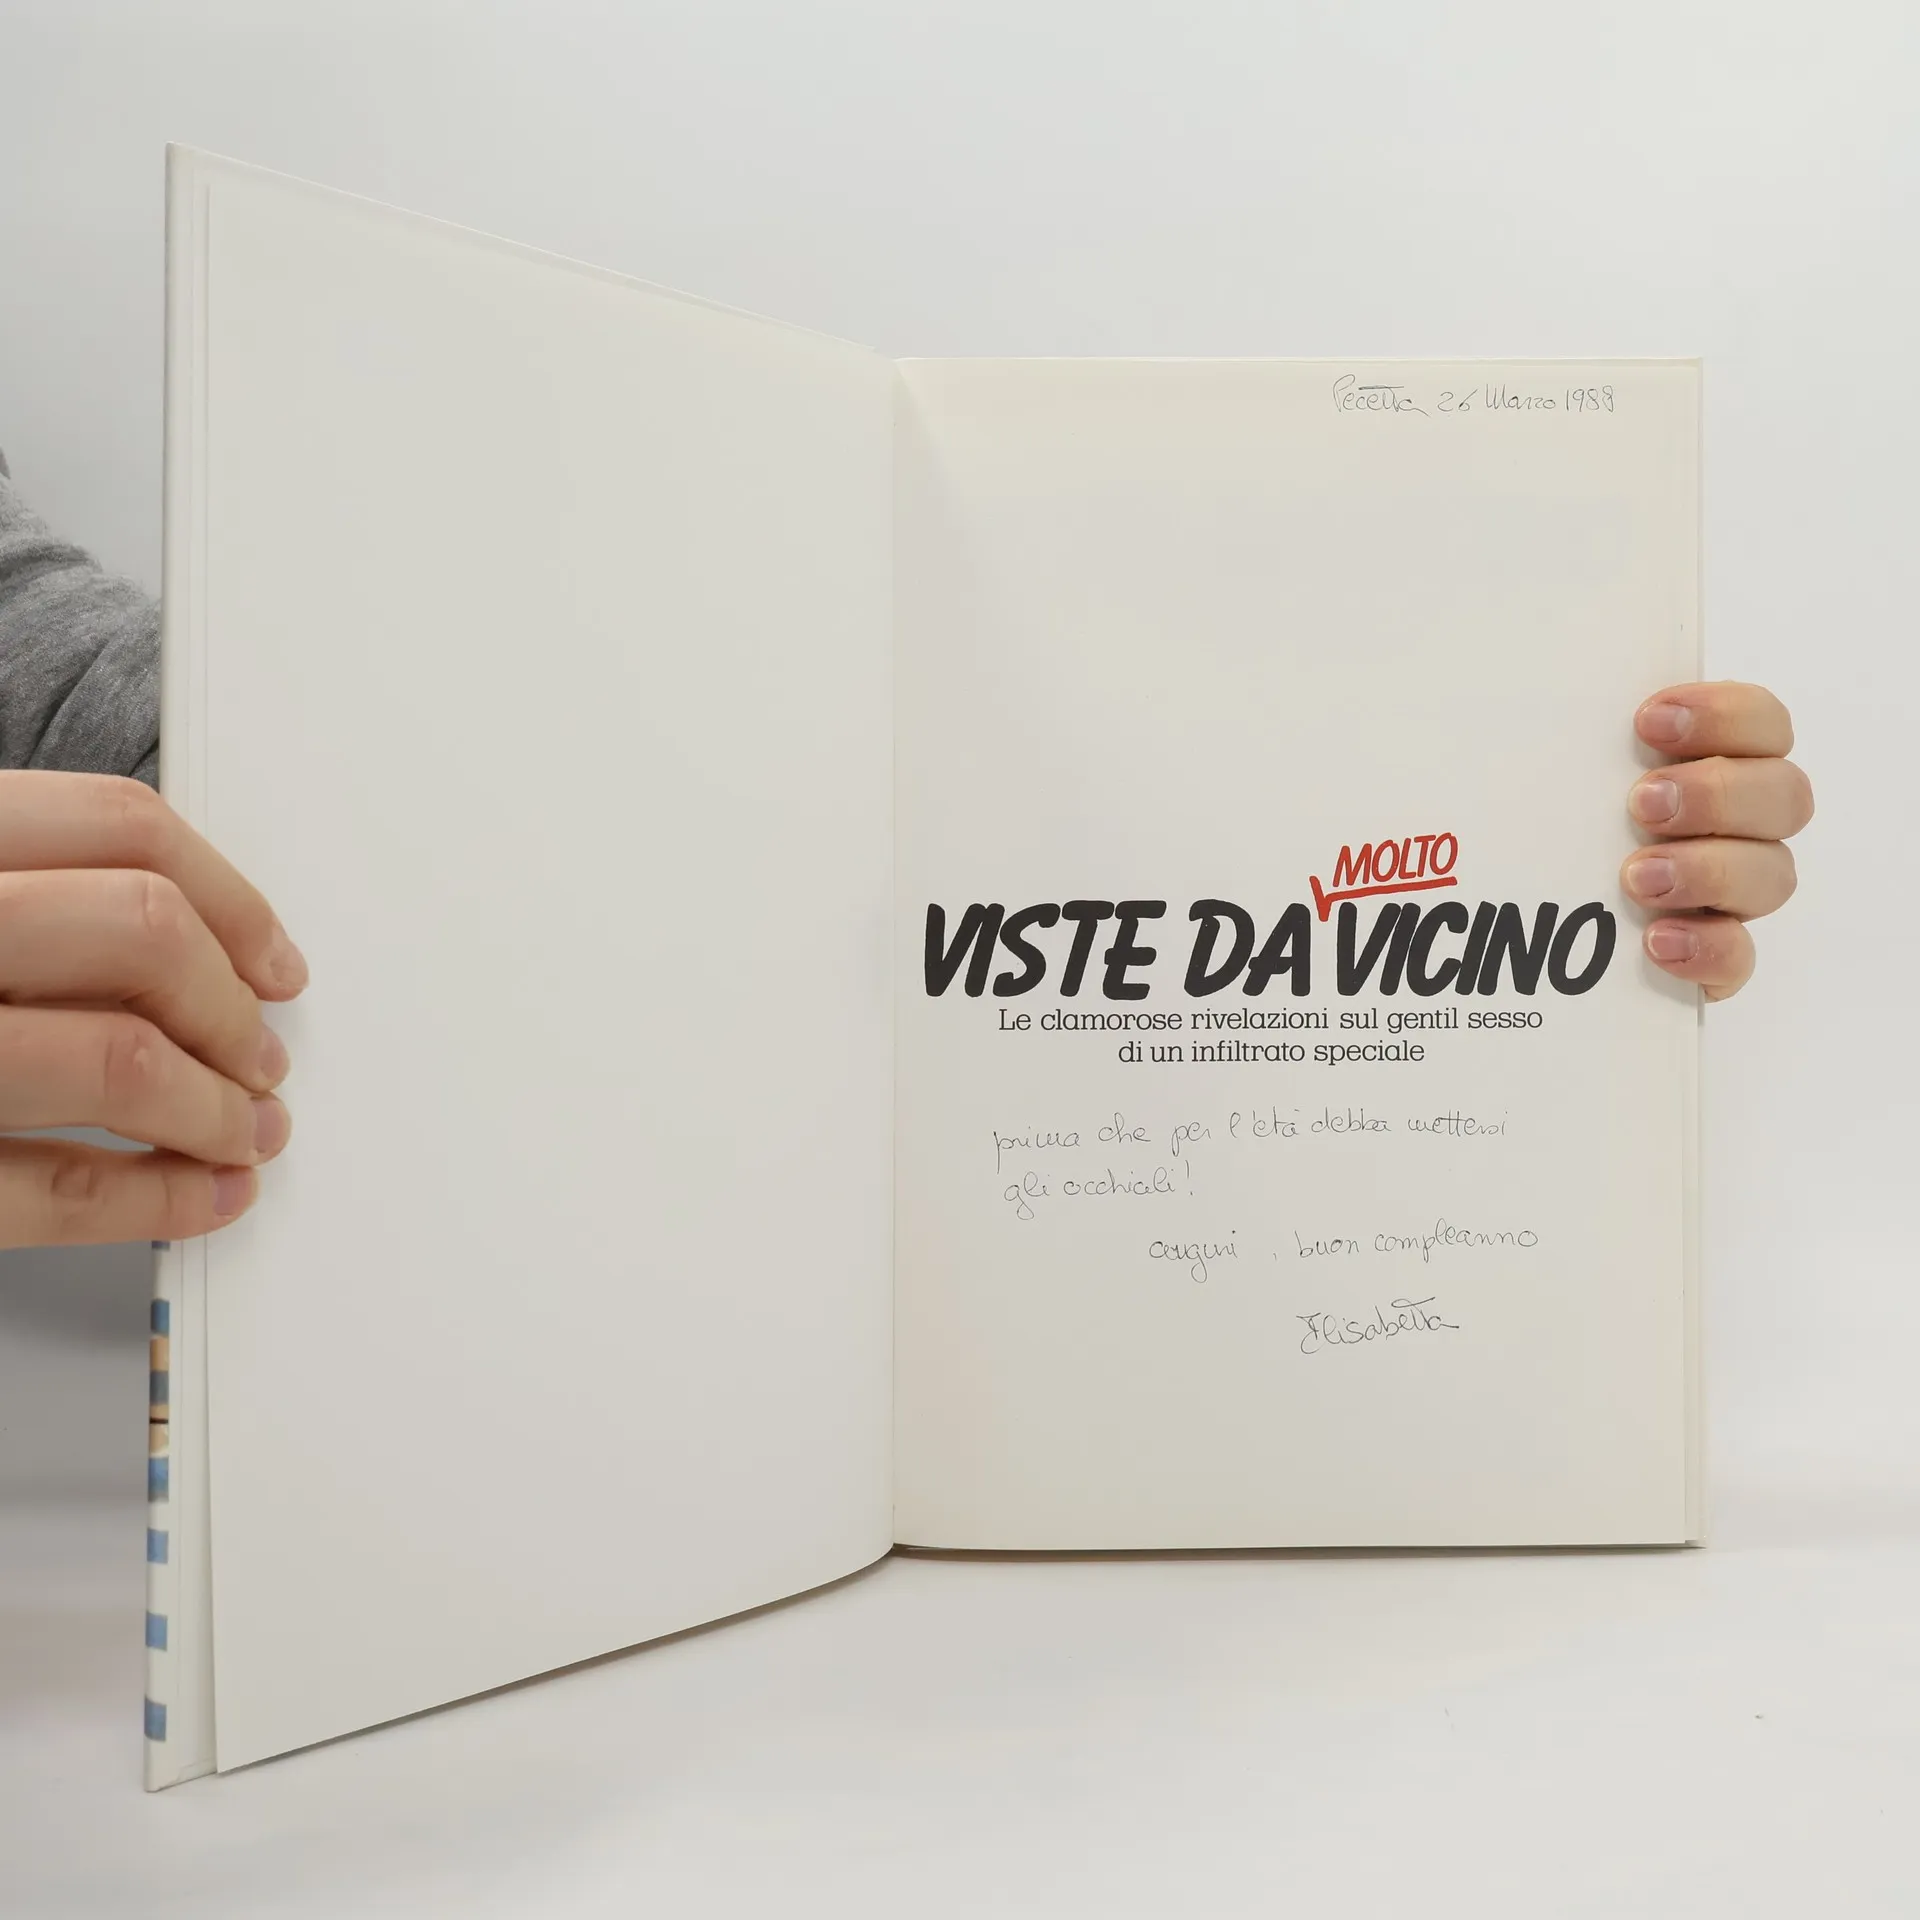 Pecetta 26 Marzo 1988
MOLTO
VISTE DA VICINO
Le clamorose rivelazioni sul gentil sesso
di un infiltrato speciale
prima che per l'età debba mettersi
gli occhiali!
auguri, buon compleanno
Elisabetta